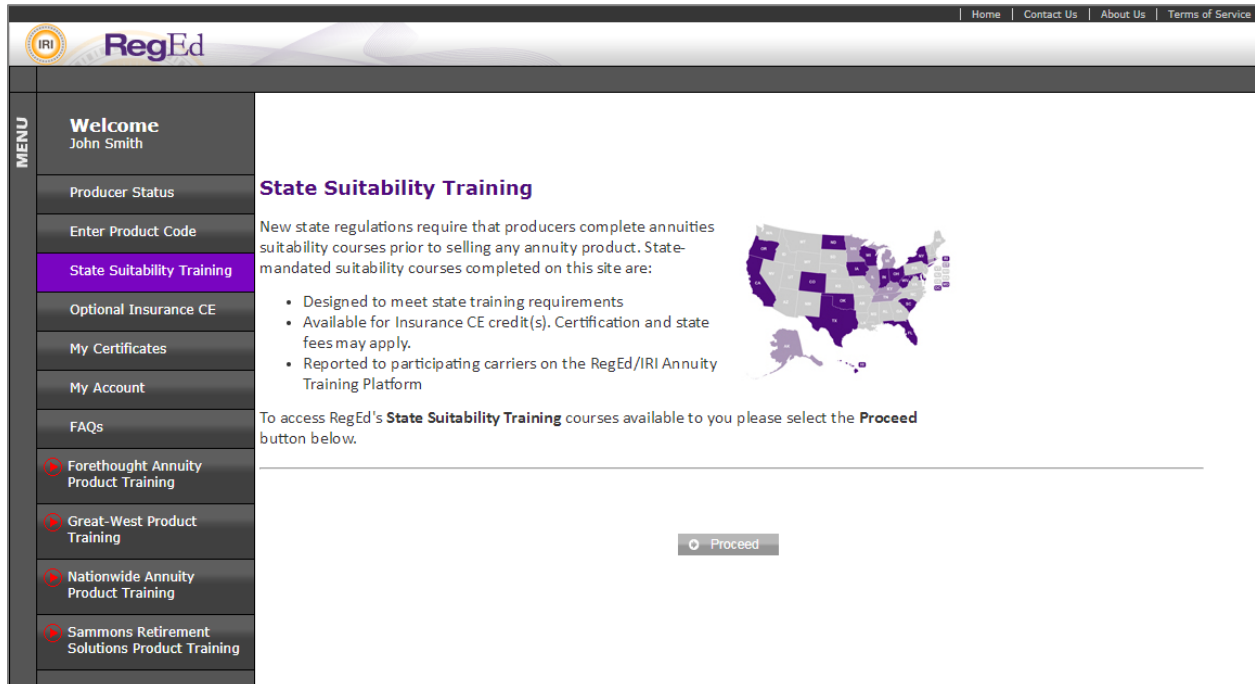 Home | Contact Us | About Us | Terms of Service
IRI RegEd
MENU
Welcome
John Smith
Producer Status
Enter Product Code
State Suitability Training
Optional Insurance CE
My Certificates
My Account
FAQs
Forethought Annuity
Product Training
Great-West Product
Training
Nationwide Annuity
Product Training
Sammons Retirement
Solutions Product Training
State Suitability Training
New state regulations require that producers complete annuities
suitability courses prior to selling any annuity product. State-
mandated suitability courses completed on this site are:
• Designed to meet state training requirements
• Available for Insurance CE credit(s). Certification and state
fees may apply.
• Reported to participating carriers on the RegEd/IRI Annuity
Training Platform
To access RegEd's State Suitability Training courses available to you please select the Proceed
button below.
Proceed